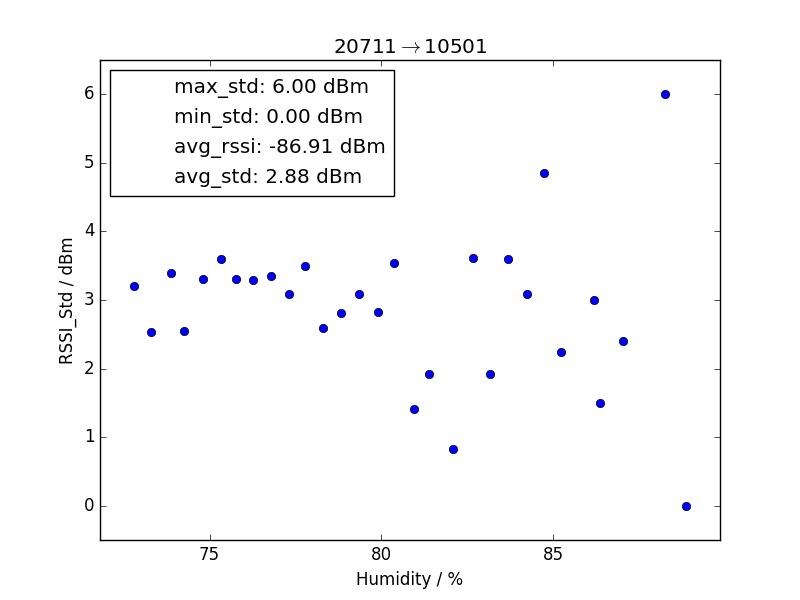 20711→10501
max_std: 6.00 dBm
min_std: 0.00 dBm
avg_rssi: -86.91 dBm
avg_std: 2.88 dBm
RSSI_Std / dBm
6
5
4
3
2
1
0
75 80 85
Humidity / %